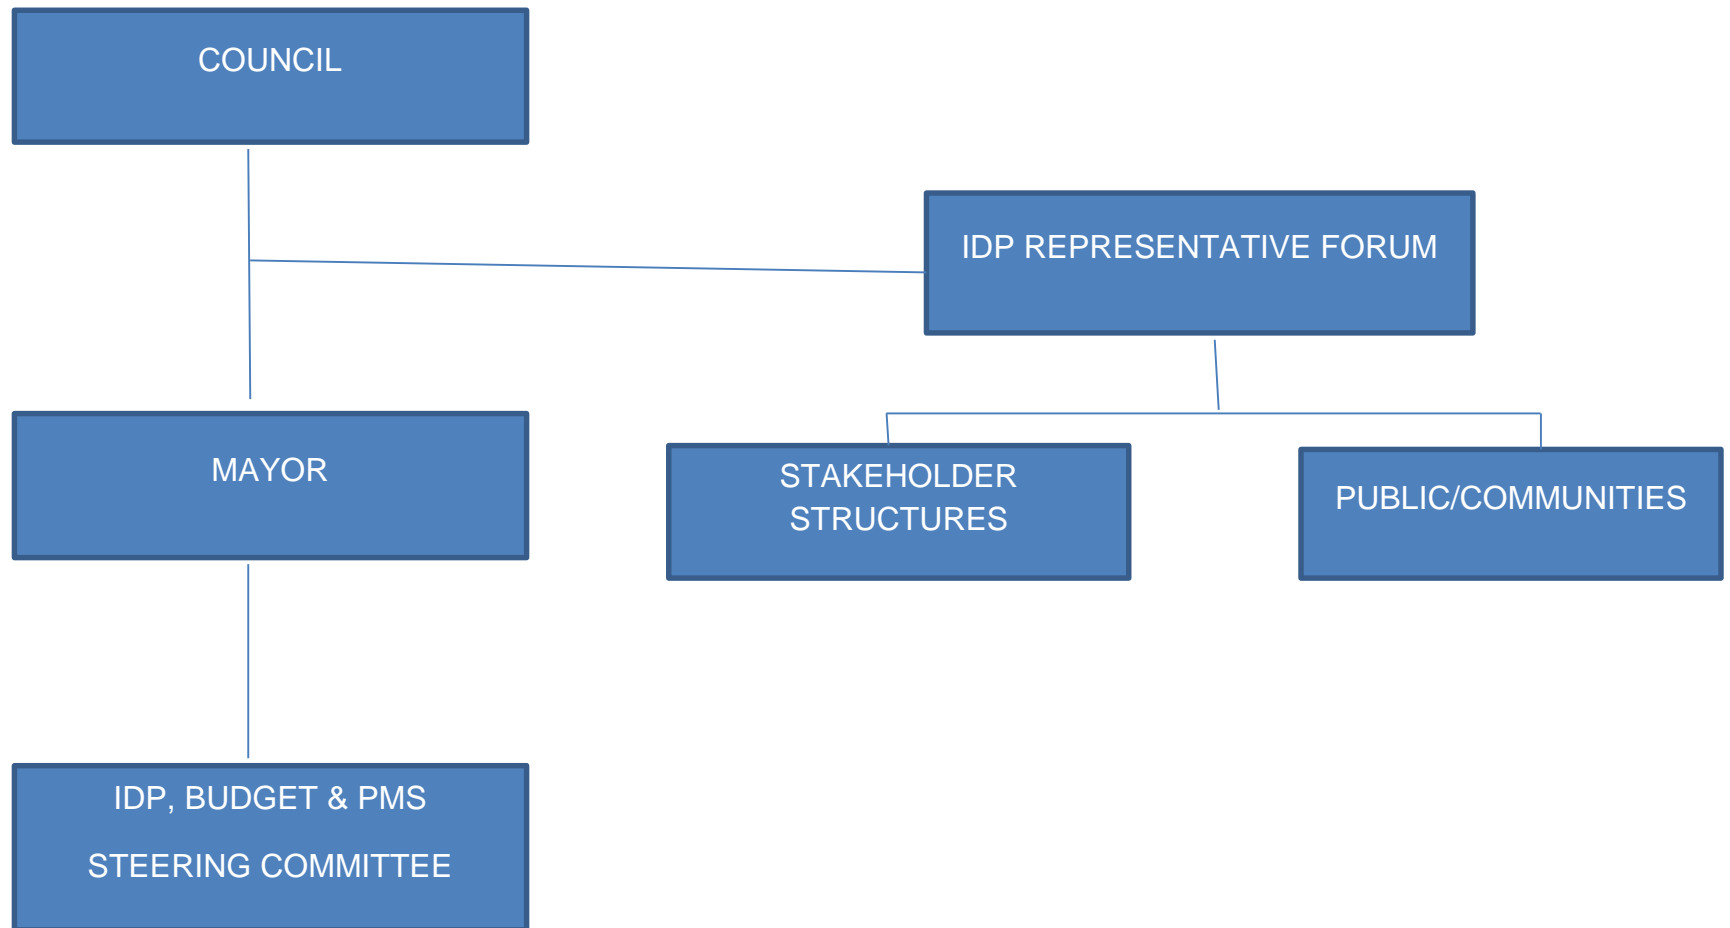 COUNCIL
IDP REPRESENTATIVE FORUM
MAYOR
STAKEHOLDER
STRUCTURES
PUBLIC/COMMUNITIES
IDP, BUDGET & PMS
STEERING COMMITTEE